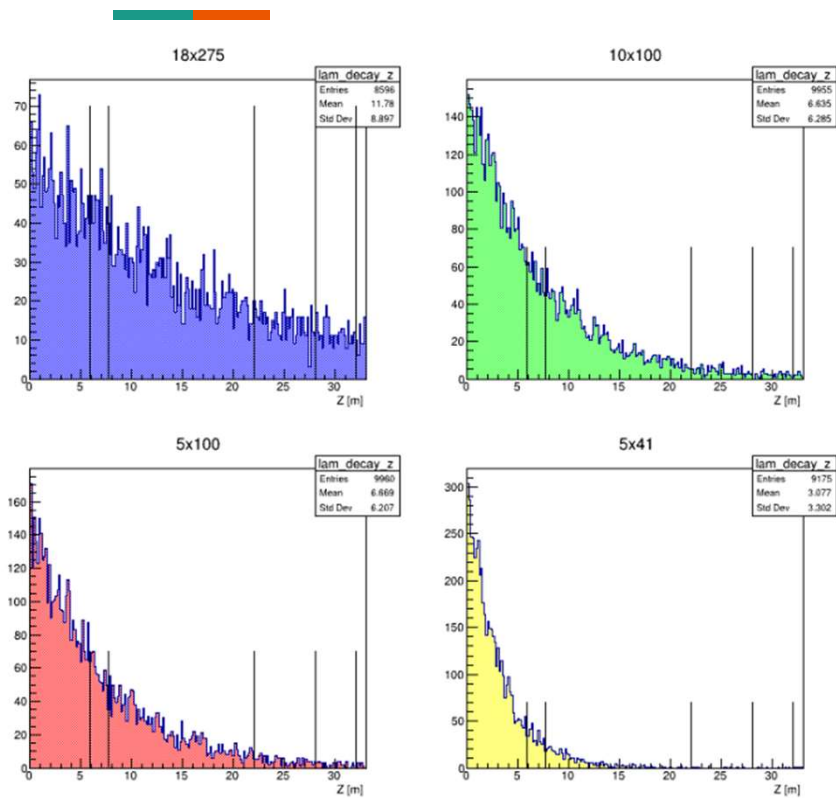 18x275
lam_decay_z
Entries 8596
Mean 11.78
Std Dev 8.897
70
60
50
40
30
20
10
0
0 5 10 15 20 25 30
Z [m]
10x100
lam_decay_z
Entries 9955
Mean 6.635
Std Dev 6.285
140
120
100
80
60
40
20
0
0 5 10 15 20 25 30
Z [m]
5x100
lam_decay_z
Entries 9960
Mean 6.669
Std Dev 6.207
160
140
120
100
80
60
40
20
0
0 5 10 15 20 25 30
Z [m]
5x41
lam_decay_z
Entries 9175
Mean 3.077
Std Dev 3.302
300
250
200
150
100
50
0
0 5 10 15 20 25 30
Z [m]